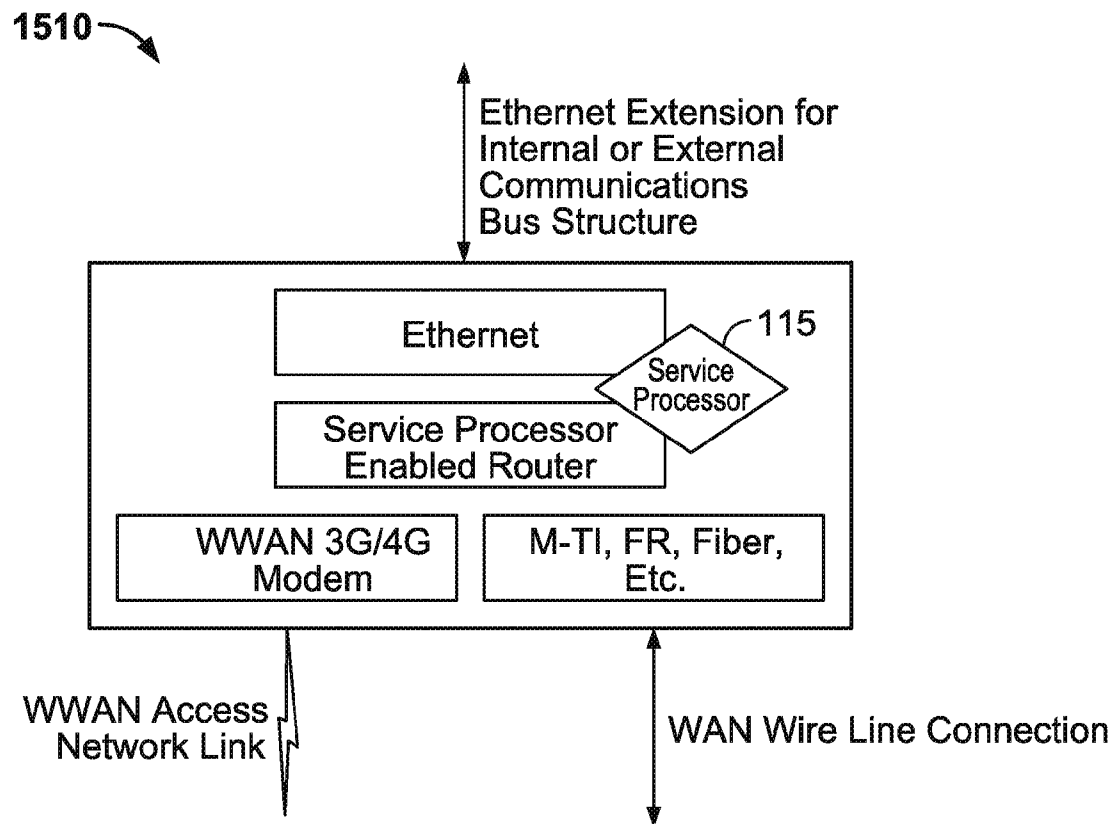 1510
Ethernet Extension for
Internal or External
Communications
Bus Structure
Ethernet
115
Service
Processor
Service Processor
Enabled Router
WWAN 3G/4G
Modem
M-TI, FR, Fiber,
Etc.
WWAN Access
Network Link
WAN Wire Line Connection